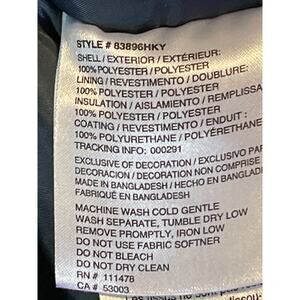 STYLE # 83896HKY
SHELL / EXTERIOR / EXTÉRIEUR:
100% POLYESTER / POLYESTER
LINING / REVESTIMENTO / DOUBLURE:
100% POLYESTER / POLYESTER
INSULATION / AISLAMIENTO / REMPLISSA
100% POLYESTER / POLYESTER
COATING / REVESTIMENTO / ENDUIT :
100% POLYURETHANE / POLYURÉTHANE
TRACKING INFO: 000291
EXCLUSIVE OF DECORATION / EXCLUSIVO PAR
DECORACION / DECORATION NON COMPRISE
MADE IN BANGLADESH / HECHO EN BANGLADE
FABRIQUÉ EN BANGLADESH
MACHINE WASH COLD GENTLE
WASH SEPARATE, TUMBLE DRY LOW
REMOVE PROMPTLY, IRON LOW
DO NOT USE FABRIC SOFTNER
DO NOT BLEACH
DO NOT DRY CLEAN
RN # 111478
CA # 53003